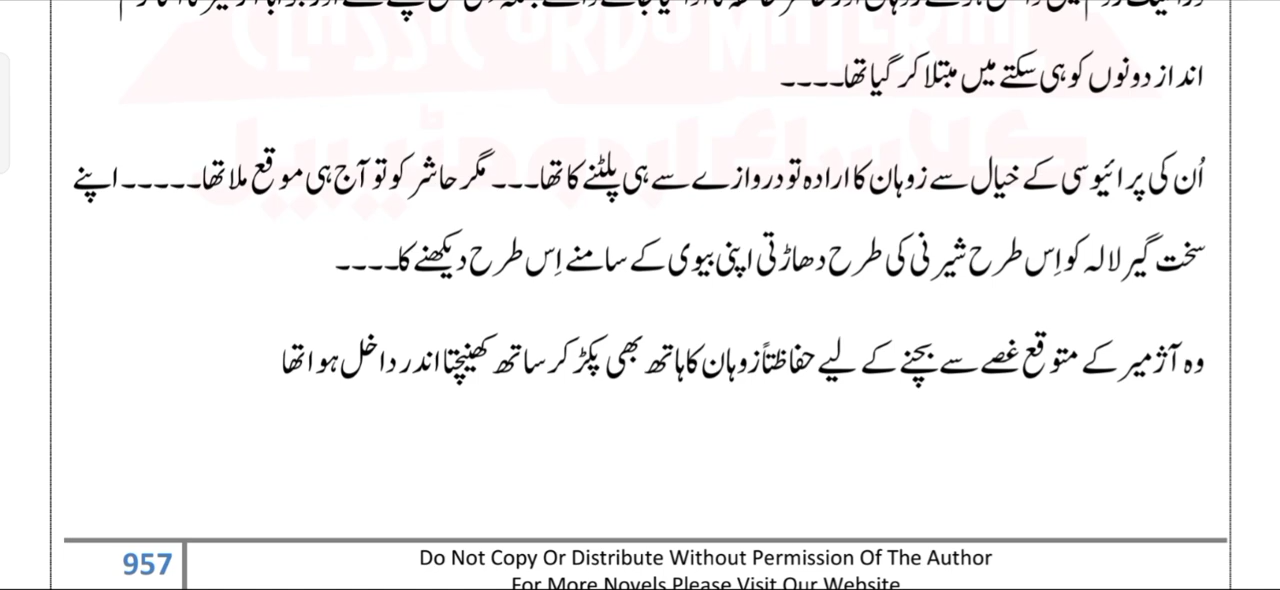 CLASSIC URDU MATERIAL
انداز دونوں کو ہی سکتے میں مبتلا کر گیا تھا۔۔۔۔
اُن کی پرائیوسی کے خیال سے زوہان کا ارادہ تو دروازے سے ہی پلٹنے کا تھا۔۔۔ مگر حاشر کو تو آج ہی موقع ملا تھا۔۔۔۔۔ اپنے
سخت گیر لالہ کو اِس طرح شیرنی کی طرح دھاڑتی اپنی بیوی کے سامنے اِس طرح دیکھنے کا۔۔۔۔
وہ آژمیر کے متوقع غصے سے بچنے کے لیے حفاظتاً زوہان کا ہاتھ بھی پکڑ کر ساتھ کھینچتا اندر داخل ہوا تھا
957
Do Not Copy Or Distribute Without Permission Of The Author
For More Novels Please Visit Our Website